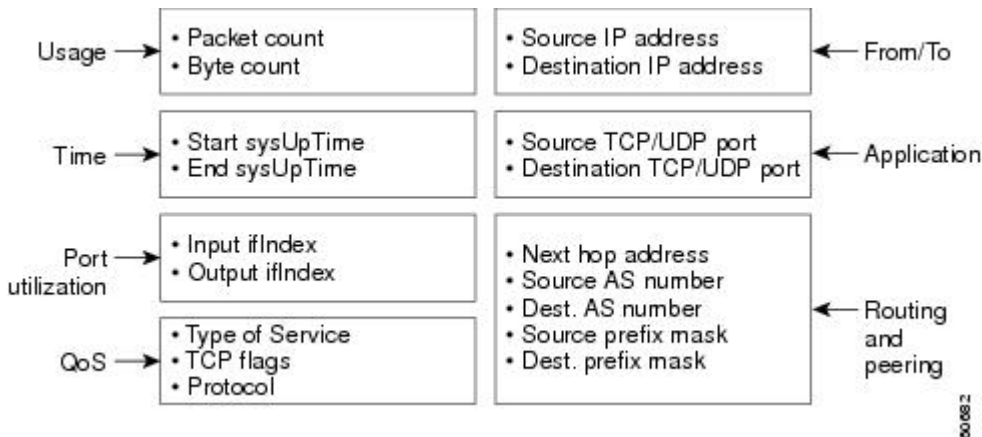 Usage
• Packet count
• Byte count
• Source IP address
• Destination IP address
From/To
Time
• Start sysUpTime
• End sysUpTime
• Source TCP/UDP port
• Destination TCP/UDP port
Application
Port
utilization
• Input ifIndex
• Output ifIndex
QoS
• Type of Service
• TCP flags
• Protocol
• Next hop address
• Source AS number
• Dest. AS number
• Source prefix mask
• Dest. prefix mask
Routing
and
peering
50682